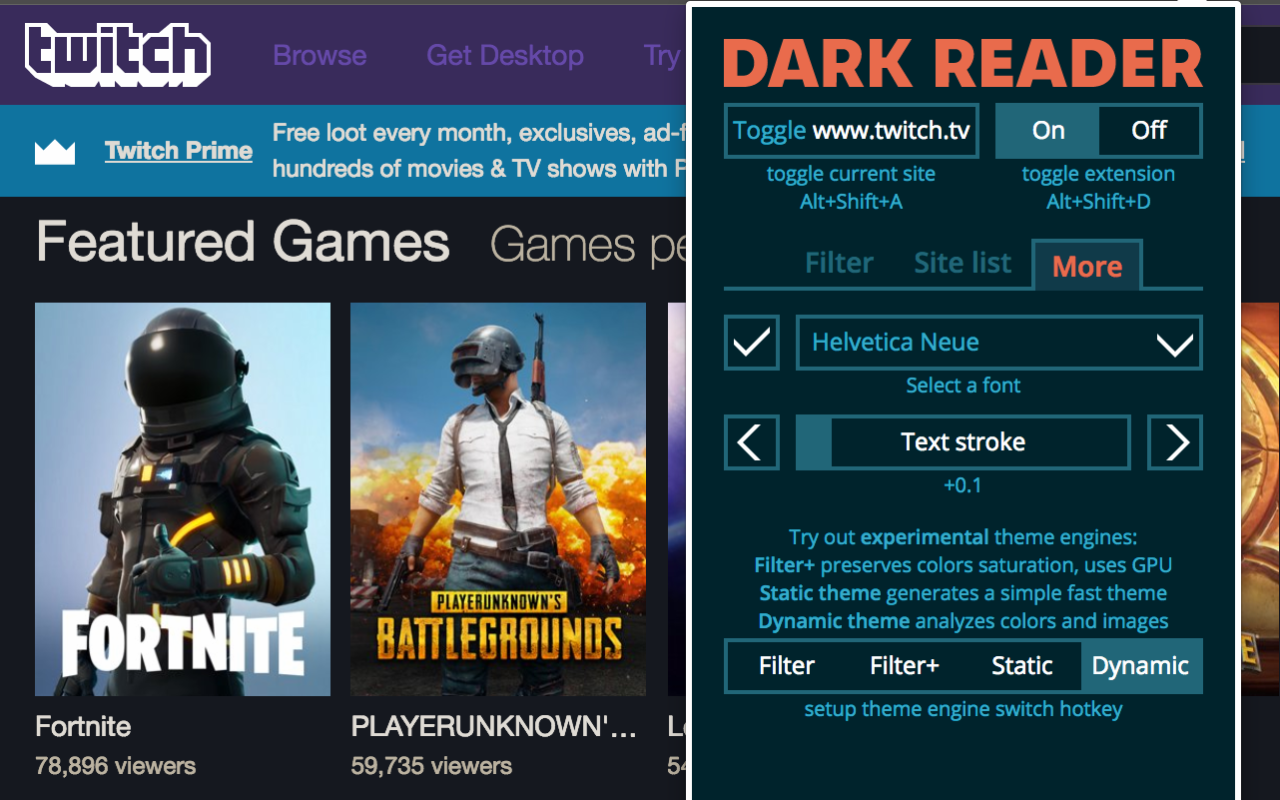 twitch
Browse
Get Desktop
Try
Twitch Prime
Free loot every month, exclusives,
hundreds of movies & TV shows with
Featured Games
Games
FORTNITE
PLAYERUNKNOWN'S
BATTLEGROUNDS
Fortnite
78,896 viewers
PLAYERUNKNOWN'...
59,735 viewers
DARK READER
Toggle www.twitch.tv
On
Off
toggle current site
Alt+Shift+A
toggle extension
Alt+Shift+D
Filter
Site list
More
Helvetica Neue
Select a font
Text stroke
+0.1
Try out experimental theme engines:
Filter+ preserves colors saturation, uses GPU
Static theme generates a simple fast theme
Dynamic theme analyzes colors and images
Filter
Filter+
Static
Dynamic
setup theme engine switch hotkey